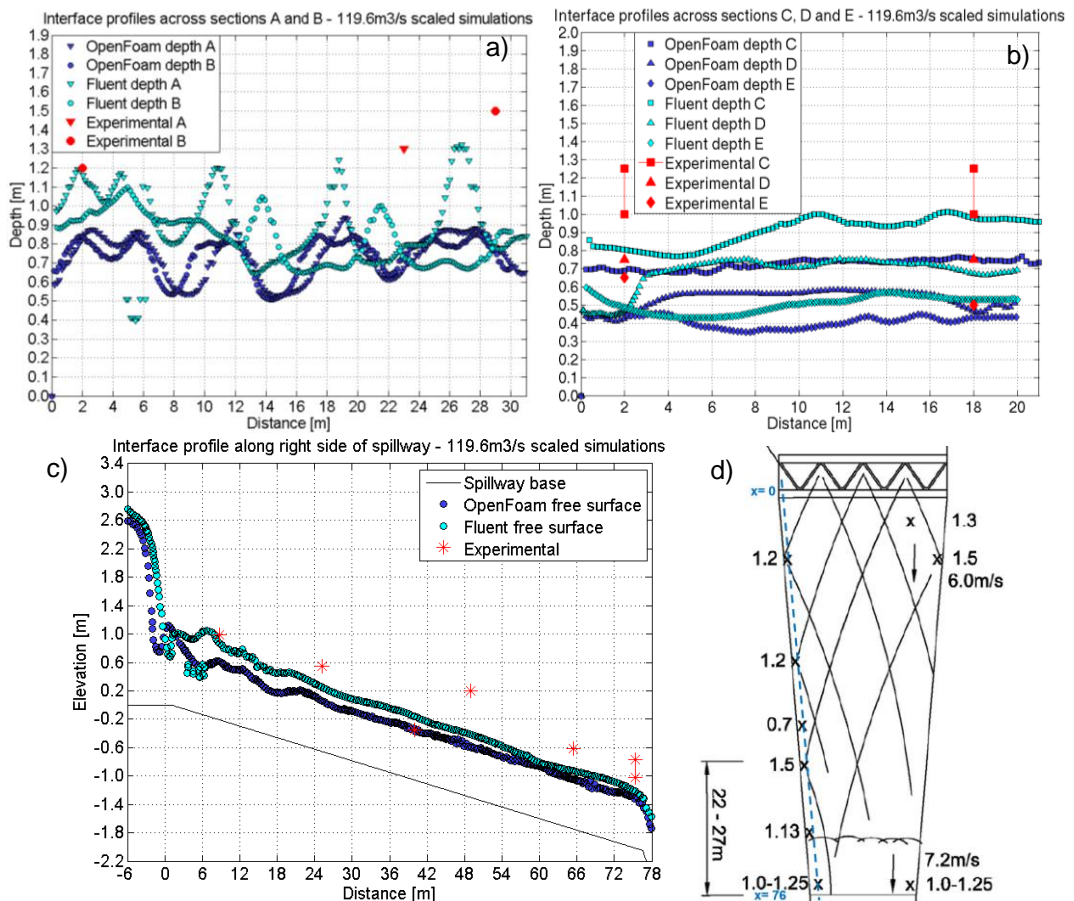 Interface profiles across sections A and B - 119.6m3/s scaled simulations
a)
OpenFoam depth A
OpenFoam depth B
Fluent depth A
Fluent depth B
Experimental A
Experimental B
Depth [m]
1.9
1.8
1.7
1.6
1.5
1.4
1.3
1.2
1.1
1.0
0.9
0.8
0.7
0.6
0.5
0.4
0.3
0.2
0.1
0.0
0 2 4 6 8 10 12 14 16 18 20 22 24 26 28 30
Distance [m]
Interface profiles across sections C, D and E - 119.6m3/s scaled simulations
b)
OpenFoam depth C
OpenFoam depth D
OpenFoam depth E
Fluent depth C
Fluent depth D
Fluent depth E
Experimental C
Experimental D
Experimental E
Depth [m]
2.0
1.9
1.8
1.7
1.6
1.5
1.4
1.3
1.2
1.1
1.0
0.9
0.8
0.7
0.6
0.5
0.4
0.3
0.2
0.1
0.0
0 2 4 6 8 10 12 14 16 18 20
Distance [m]
Interface profile along right side of spillway - 119.6m3/s scaled simulations
c)
Spillway base
OpenFoam free surface
Fluent free surface
Experimental
Elevation [m]
3.4
3.0
2.6
2.2
1.8
1.4
1.0
0.6
0.2
-0.2
-0.6
-1.0
-1.4
-1.8
-2.2
-6 0 6 12 18 24 30 36 42 48 54 60 66 72 78
Distance [m]
d)
x= 0
x
1.3
1.2 x
x 1.5
6.0m/s
1.2 x
0.7 x
1.5 x
22 - 27m
1.13 x
7.2m/s
1.0-1.25 x
x 1.0-1.25
x= 76